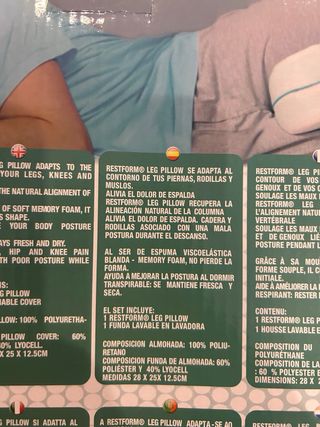 G PILLOW ADAPTS TO THE
YOUR LEGS, KNEES AND
THE NATURAL ALIGNMENT OF
OF SOFT MEMORY FOAM, IT
S SHAPE.
E YOUR BODY POSTURE
AYS FRESH AND DRY.
, HIP AND KNEE PAIN
TH POOR POSTURE WHILE
NS:
G PILLOW
HABLE COVER
LLOW: 100% POLYURETHA-
PILLOW COVER: 60%
40% LYOCELL.
X 25 X 12.5CM
RESTFORM® LEG PILLOW SE ADAPTA AL
CONTORNO DE TUS PIERNAS, RODILLAS Y
MUSLOS.
ALIVIA EL DOLOR DE ESPALDA
RESTFORM® LEG PILLOW RECUPERA LA
ALINEACIÓN NATURAL DE LA COLUMNA
ALIVIA EL DOLOR DE ESPALDA, CADERA Y
RODILLAS ASOCIADO CON UNA MALA
POSTURA DURANTE EL DESCANSO.
AL SER DE ESPUMA VISCOELÁSTICA
BLANDA - MEMORY FOAM, NO PIERDE LA
FORMA.
AYUDA A MEJORAR LA POSTURA AL DORMIR
TRANSPIRABLE: SE MANTIENE FRESCA Y
SECA.
EL SET INCLUYE:
1 RESTFORM® LEG PILLOW
1 FUNDA LAVABLE EN LAVADORA
COMPOSICION ALMOHADA: 100% POLIU-
RETANO
COMPOSICION FUNDA DE ALMOHADA: 60%
POLIÉSTER Y 40% LYOCELL
MEDIDAS 28 X 25X 12.5CM
RESTFORM® LEG
CONTOUR DE VOS
GENOUX ET DE VOS C
SOULAGE LES MAUX
RESTFORM® LEG PIL
L'ALIGNEMENT NATUR
VERTÉBRALE
SOULAGE LES MAUX
ET DE GENOUX LIÉ
POSTURE PENDANT L
GRÂCE À SA MOU
FORME SOUPLE, IL C
INITIALE.
AIDE À AMÉLIORER LA
RESPIRANT: RESTER
CONTENU:
1 RESTFORM® LEG PI
1 HOUSSE LAVABLE E
COMPOSITION DU
POLYURÉTHANE
COMPOSITION DE LA
: 60 % POLYESTER E
DIMENSIONS: 28 X 2
PILLOW SI ADATTA AL
A RESTFORM® LEG PILLOW ADAPTA-SE AO
RESTFORM® LEG